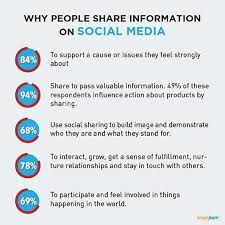 WHY PEOPLE SHARE INFORMATION
ON SOCIAL MEDIA
84%
To support a cause or issues they feel strongly
about
94%
Share to pass valuable information. 49% of these
respondents influence action about products by
sharing.
68%
Use social sharing to build image and demonstrate
who they are and what they stand for.
78%
To interact, grow, get a sense of fulfillment, nur-
ture relationships and stay in touch with others.
69%
To participate and feel involved in things
happening in the world.